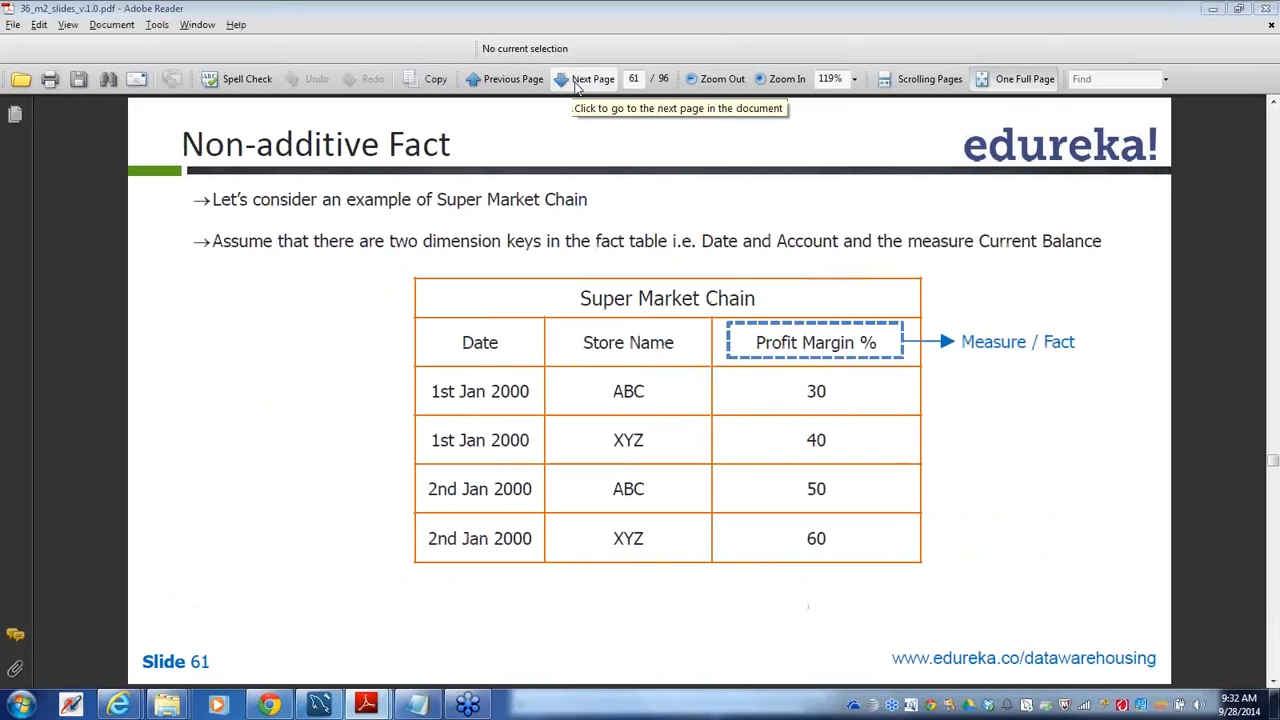 36_m2_slides_v.1.0.pdf - Adobe Reader
File Edit View Document Tools Window Help
No current selection
Spell Check Undo Redo Copy Previous Page Next Page 61 / 96 Zoom Out Zoom In 119% Scrolling Pages One Full Page Find
Click to go to the next page in the document
Non-additive Fact
edureka!
→Let's consider an example of Super Market Chain
→Assume that there are two dimension keys in the fact table i.e. Date and Account and the measure Current Balance
Super Market Chain
Date Store Name Profit Margin % Measure / Fact
1st Jan 2000 ABC 30
1st Jan 2000 XYZ 40
2nd Jan 2000 ABC 50
2nd Jan 2000 XYZ 60
Slide 61
www.edureka.co/datawarehousing
9:32 AM
9/28/2014